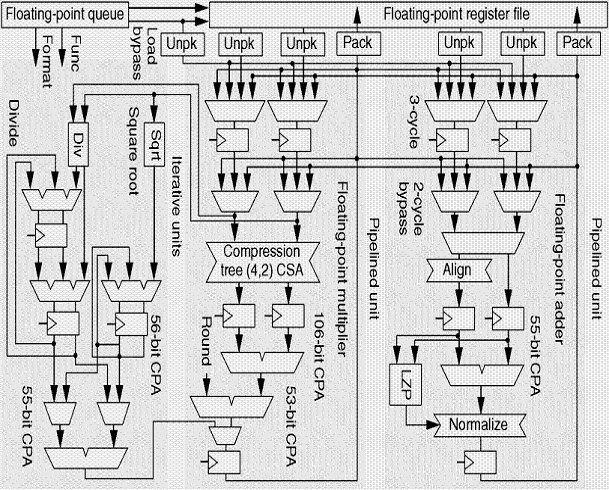 Floating-point queue
Floating-point register file
Load bypass
Unpk
Unpk
Unpk
Pack
Unpk
Unpk
Pack
Format
Func
Divide
Div
Sqrt
Square root
Iterative units
3-cycle
2-cycle bypass
Compression
tree (4,2) CSA
Floating-point multiplier
Pipelined unit
Floating-point adder
Pipelined unit
Align
56-bit CPA
Round
106-bit CPA
55-bit CPA
LZP
53-bit CPA
Normalize
55-bit CPA